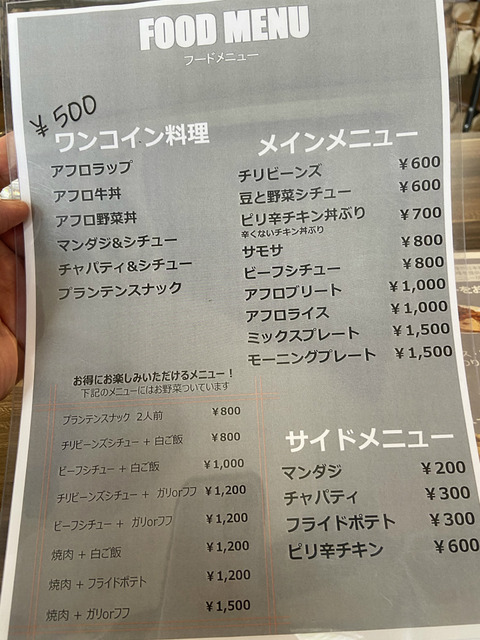 FOOD MENU
フードメニュー
¥500
ワンコイン料理
アフロラップ
アフロ牛丼
アフロ野菜丼
マンダジ&シチュー
チャパティ&シチュー
プランテンスナック
メインメニュー
チリビーンズ ¥600
豆と野菜シチュー ¥600
ピリ辛チキン丼ぶり ¥700
辛くないチキン丼ぶり
サモサ ¥800
ビーフシチュー ¥800
アフロブリート ¥1,000
アフロライス ¥1,000
ミックスプレート ¥1,500
モーニングプレート ¥1,500
お得にお楽しみいただけるメニュー！
下記のメニューにはお野菜ついています
プランテンスナック 2人前 ¥800
チリビーンズシチュー + 白ご飯 ¥800
ビーフシチュー + 白ご飯 ¥1,000
チリビーンズシチュー + ガリorフフ ¥1,200
ビーフシチュー + ガリorフフ ¥1,200
焼肉 + 白ご飯 ¥1,200
焼肉 + フライドポテト ¥1,200
焼肉 + ガリorフフ ¥1,500
サイドメニュー
マンダジ ¥200
チャパティ ¥300
フライドポテト ¥300
ピリ辛チキン ¥600